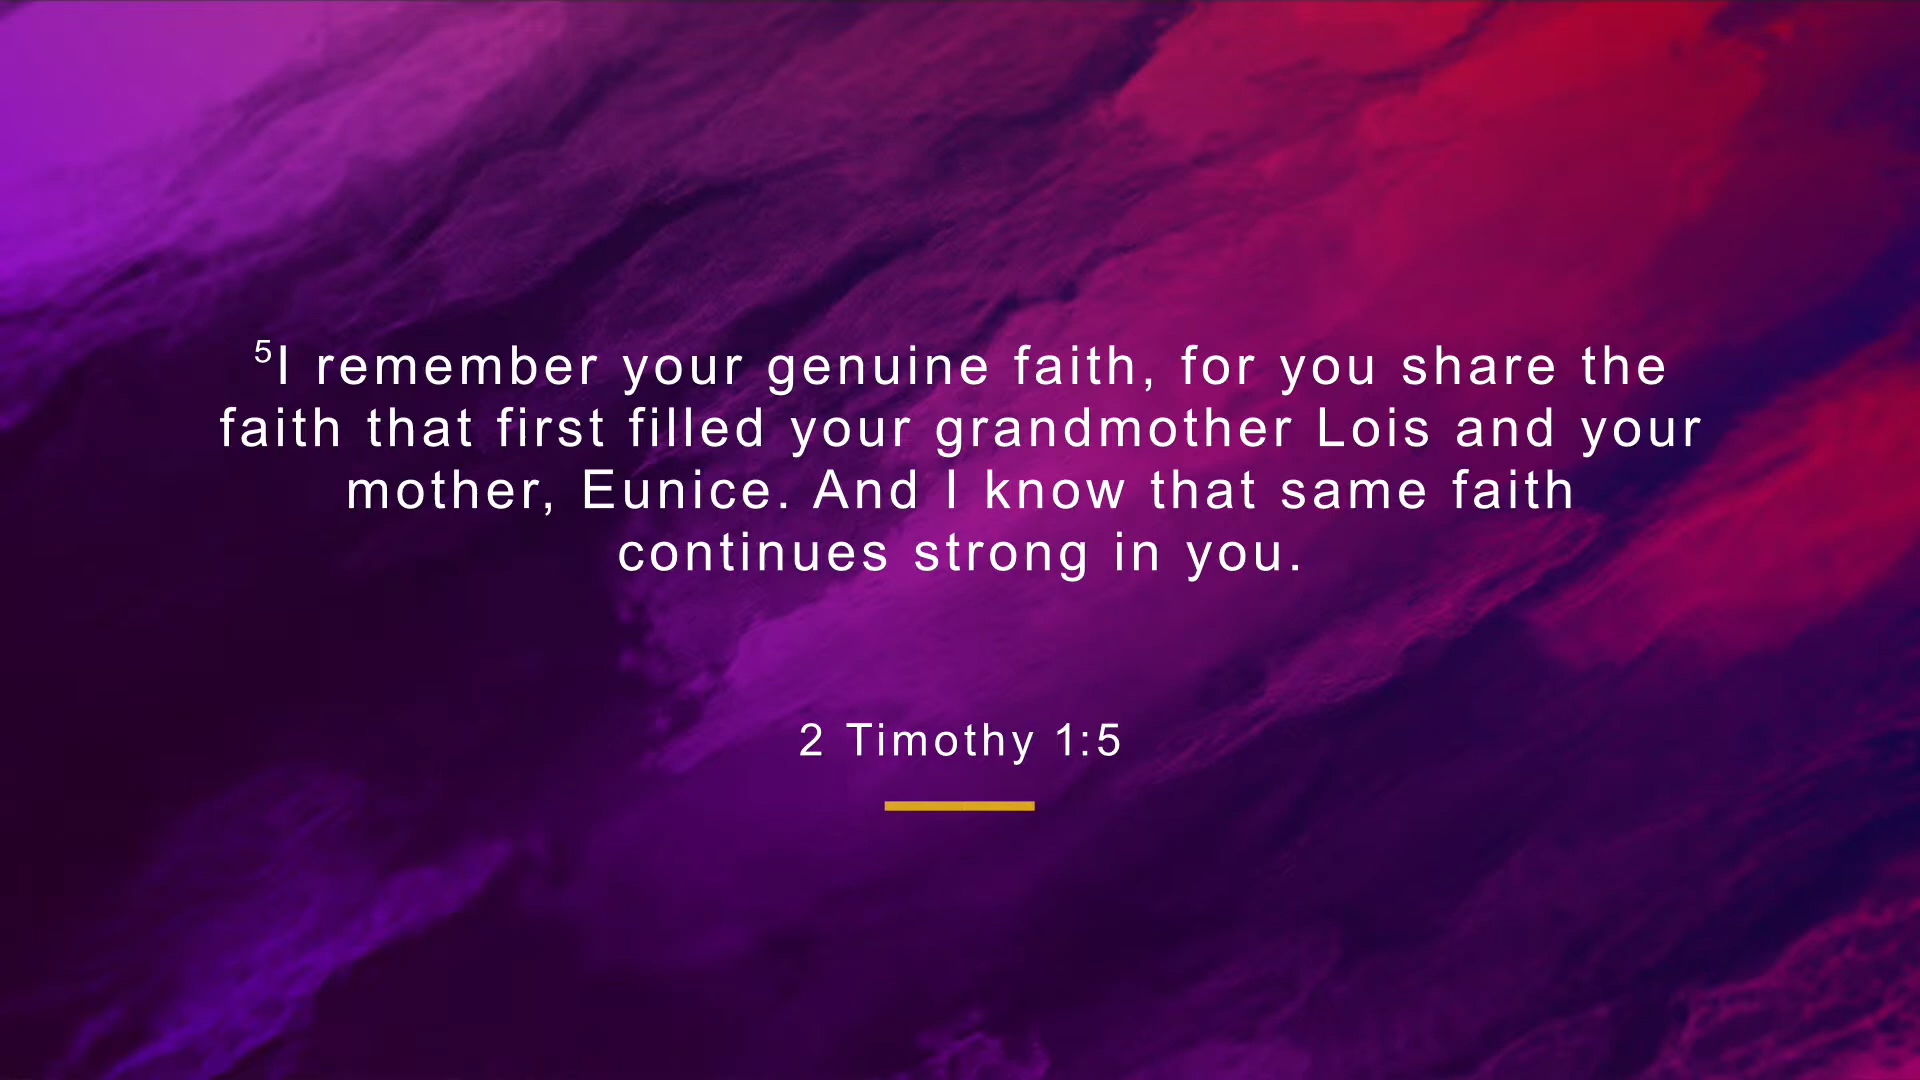 ⁵I remember your genuine faith, for you share the
faith that first filled your grandmother Lois and your
mother, Eunice. And I know that same faith
continues strong in you.
2 Timothy 1:5